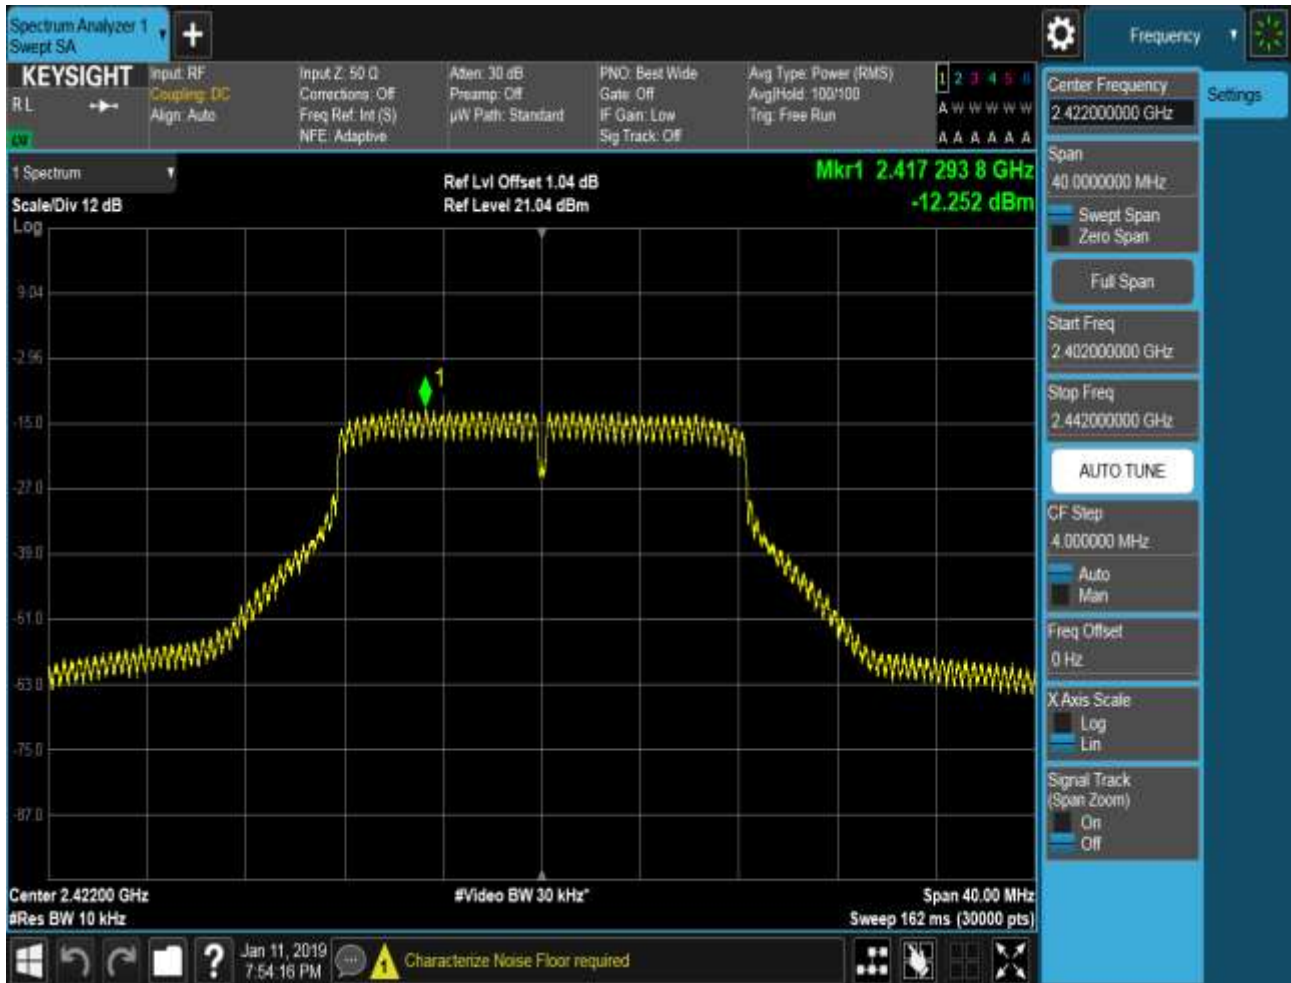 Spectrum Analyzer 1
Swept SA
Frequency
KEYSIGHT
RL
Input: RF
Coupling: DC
Align: Auto
Input Z: 50 Ω
Corrections: Off
Freq Ref: Int (S)
NFE: Adaptive
Atten: 30 dB
Preamp: Off
µW Path: Standard
PNO: Best Wide
Gate: Off
IF Gain: Low
Sig Track: Off
Avg Type: Power (RMS)
Avg|Hold: 100/100
Trig: Free Run
1 2 3 4 5 6
A W W W W W
A A A A A A
1 Spectrum
Scale/Div 12 dB
Log
Ref Lvl Offset 1.04 dB
Ref Level 21.04 dBm
Mkr1 2.417 293 8 GHz
-12.252 dBm
9.04
-2.96
-15.0
-27.0
-39.0
-51.0
-63.0
-75.0
-87.0
1
Center 2.42200 GHz
#Res BW 10 kHz
#Video BW 30 kHz*
Span 40.00 MHz
Sweep 162 ms (30000 pts)
Jan 11, 2019
7:54:16 PM
Characterize Noise Floor required
Center Frequency
2.422000000 GHz
Settings
Span
40.0000000 MHz
Swept Span
Zero Span
Full Span
Start Freq
2.402000000 GHz
Stop Freq
2.442000000 GHz
AUTO TUNE
CF Step
4.000000 MHz
Auto
Man
Freq Offset
0 Hz
X Axis Scale
Log
Lin
Signal Track
(Span Zoom)
On
Off